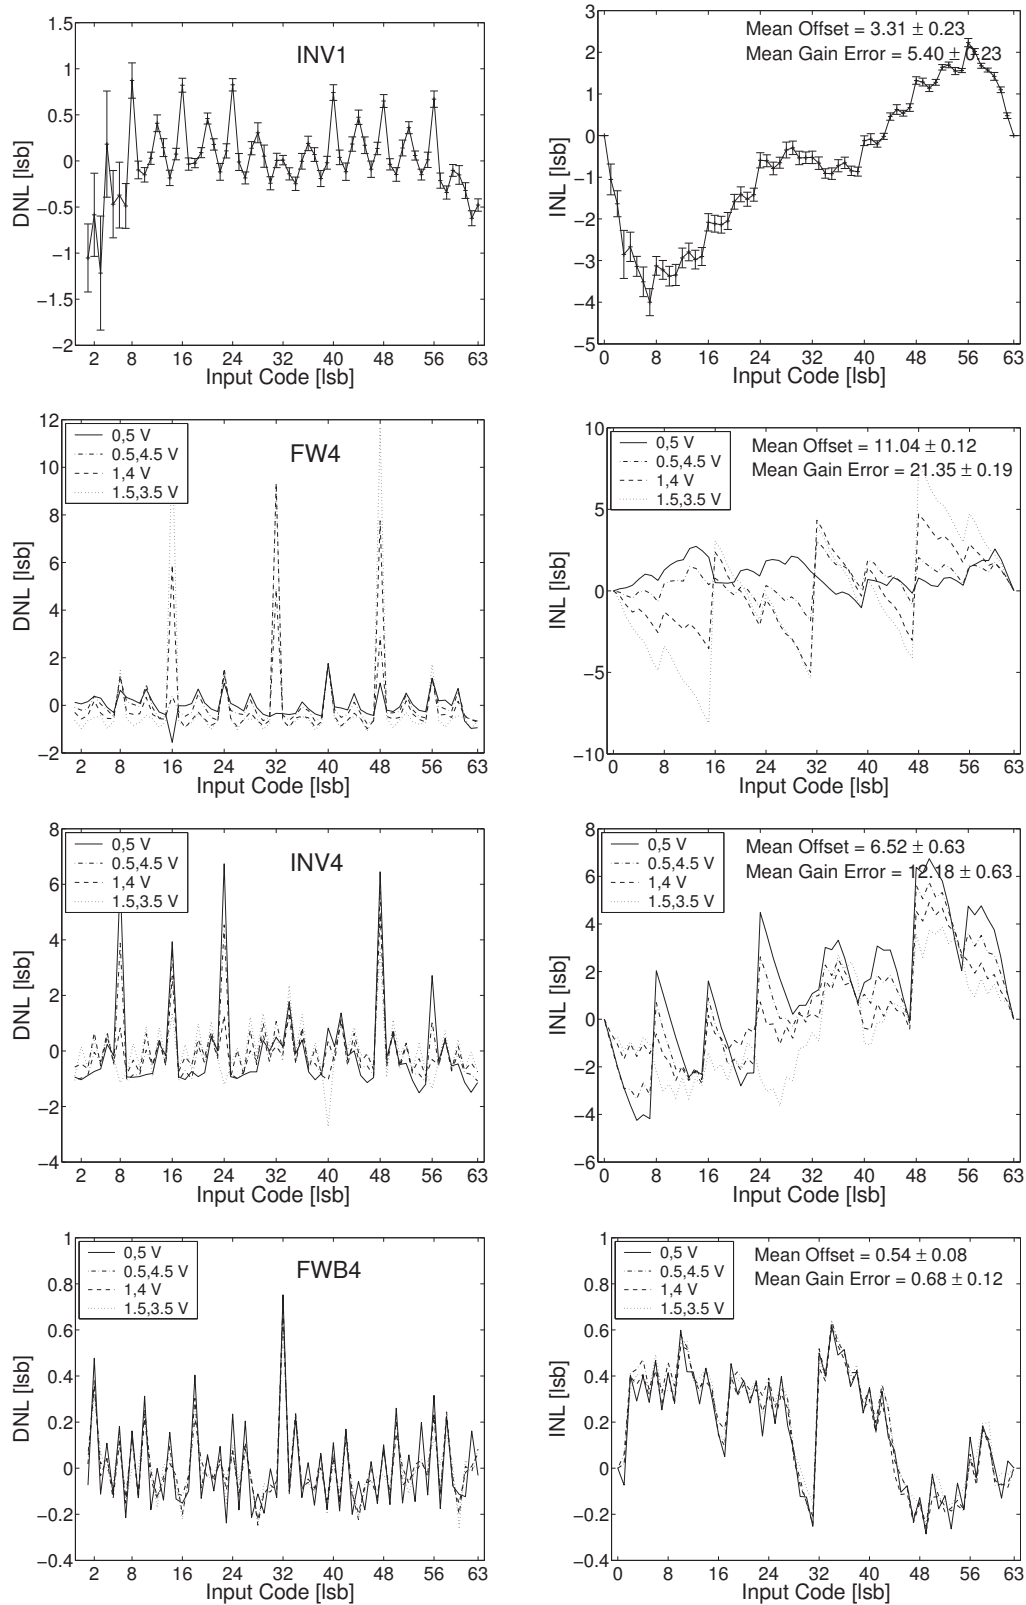 1.5
1
0.5
0
−0.5
−1
−1.5
−2
DNL [lsb]
INV1
2 8 16 24 32 40 48 56 63
Input Code [lsb]
3
2
1
0
−1
−2
−3
−4
−5
INL [lsb]
Mean Offset = 3.31 ± 0.23
Mean Gain Error = 5.40 ± 0.23
0 8 16 24 32 40 48 56 63
Input Code [lsb]
12
10
8
6
4
2
0
−2
DNL [lsb]
0,5 V
0.5,4.5 V
1,4 V
1.5,3.5 V
FW4
2 8 16 24 32 40 48 56 63
Input Code [lsb]
10
5
0
−5
−10
INL [lsb]
0,5 V
0.5,4.5 V
1,4 V
1.5,3.5 V
Mean Offset = 11.04 ± 0.12
Mean Gain Error = 21.35 ± 0.19
0 8 16 24 32 40 48 56 63
Input Code [lsb]
8
6
4
2
0
−2
−4
DNL [lsb]
0,5 V
0.5,4.5 V
1,4 V
1.5,3.5 V
INV4
2 8 16 24 32 40 48 56 63
Input Code [lsb]
8
6
4
2
0
−2
−4
−6
INL [lsb]
0,5 V
0.5,4.5 V
1,4 V
1.5,3.5 V
Mean Offset = 6.52 ± 0.63
Mean Gain Error = 12.18 ± 0.63
0 8 16 24 32 40 48 56 63
Input Code [lsb]
1
0.8
0.6
0.4
0.2
0
−0.2
−0.4
DNL [lsb]
0,5 V
0.5,4.5 V
1,4 V
1.5,3.5 V
FWB4
2 8 16 24 32 40 48 56 63
Input Code [lsb]
1
0.8
0.6
0.4
0.2
0
−0.2
−0.4
INL [lsb]
0,5 V
0.5,4.5 V
1,4 V
1.5,3.5 V
Mean Offset = 0.54 ± 0.08
Mean Gain Error = 0.68 ± 0.12
0 8 16 24 32 40 48 56 63
Input Code [lsb]